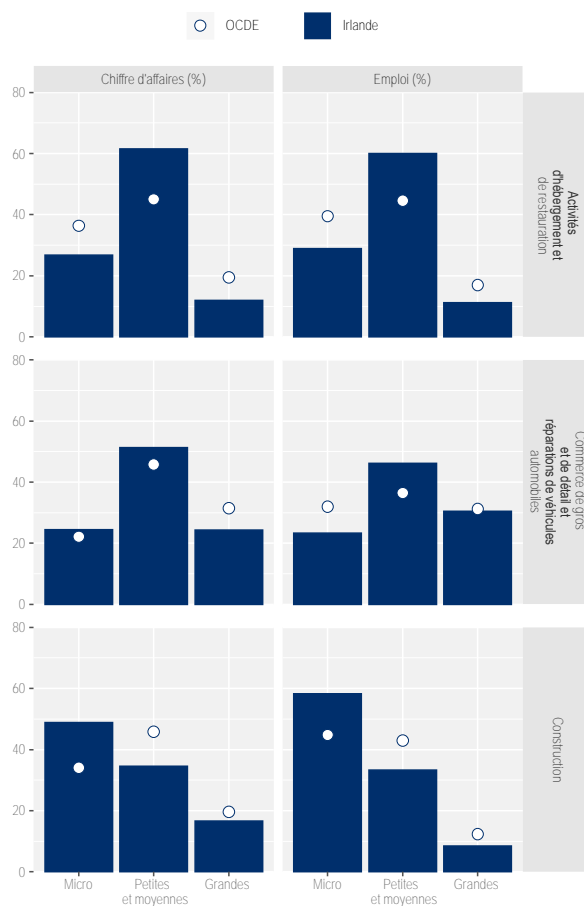 OCDE
Irlande
Chiffre d'affaires (%)
Emploi (%)
80
60
40
20
0
Activités
d'hébergement et
de restauration
80
60
40
20
0
Commerce de gros
et de détail et
réparations de véhicules
automobiles
80
60
40
20
0
Construction
Micro
Petites
et moyennes
Grandes
Micro
Petites
et moyennes
Grandes